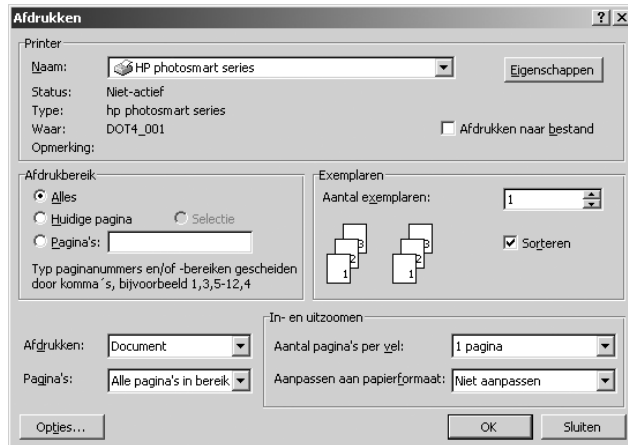 Afdrukken
Printer
Naam: HP photosmart series Eigenschappen
Status: Niet-actief
Type: hp photosmart series
Waar: DOT4_001 Afdrukken naar bestand
Opmerking:
Afdrukbereik
Alles
Huidige pagina Selectie
Pagina's:
Typ paginanummers en/of -bereiken gescheiden
door komma´s, bijvoorbeeld 1,3,5-12,4
Exemplaren
Aantal exemplaren: 1
3 3
2 2
1 1
Sorteren
Afdrukken: Document
Pagina's: Alle pagina's in bereik
In- en uitzoomen
Aantal pagina's per vel: 1 pagina
Aanpassen aan papierformaat: Niet aanpassen
Opties... OK Sluiten